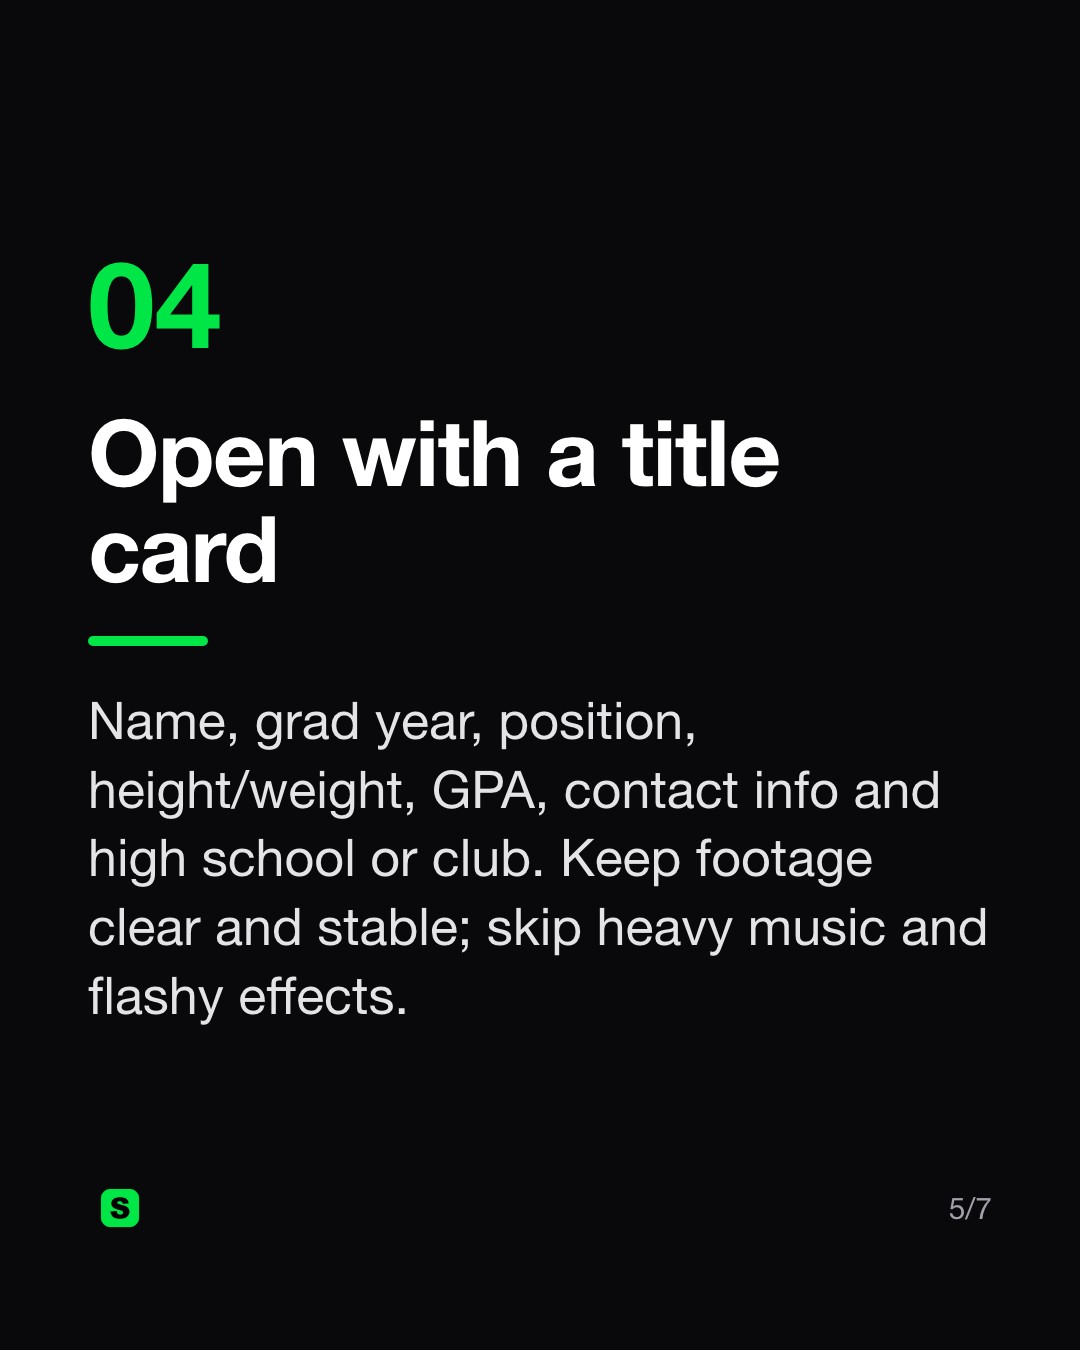 04
Open with a title
card
Name, grad year, position,
height/weight, GPA, contact info and
high school or club. Keep footage
clear and stable; skip heavy music and
flashy effects.
S
5/7